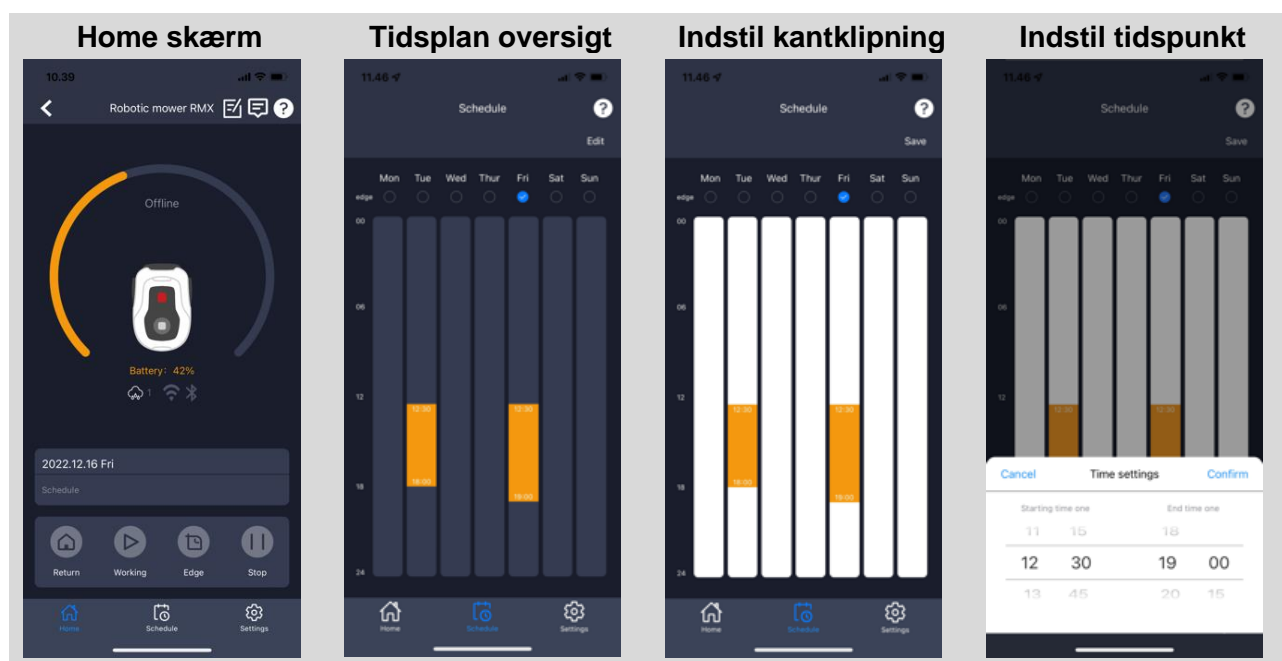 Home skærm
10.39
Robotic mower RMX
?
Offline
Battery: 42%
1
2022.12.16 Fri
Schedule
Return Working Edge Stop
Home Schedule Settings
Tidsplan oversigt
11.46
Schedule
?
Edit
Mon Tue Wed Thur Fri Sat Sun
edge
00
06
12
12:30 12:30
18:00
18
19:00
24
Home Schedule Settings
Indstil kantklipning
11.46
Schedule
?
Save
Mon Tue Wed Thur Fri Sat Sun
edge
00
06
12
12:30 12:30
18:00
18
19:00
24
Home Schedule Settings
Indstil tidspunkt
11.46
Schedule
?
Save
Mon Tue Wed Thur Fri Sat Sun
edge
00
06
12
12:30 12:30
Cancel Time settings Confirm
Starting time one End time one
11 15 18
12 30 19 00
13 45 20 15